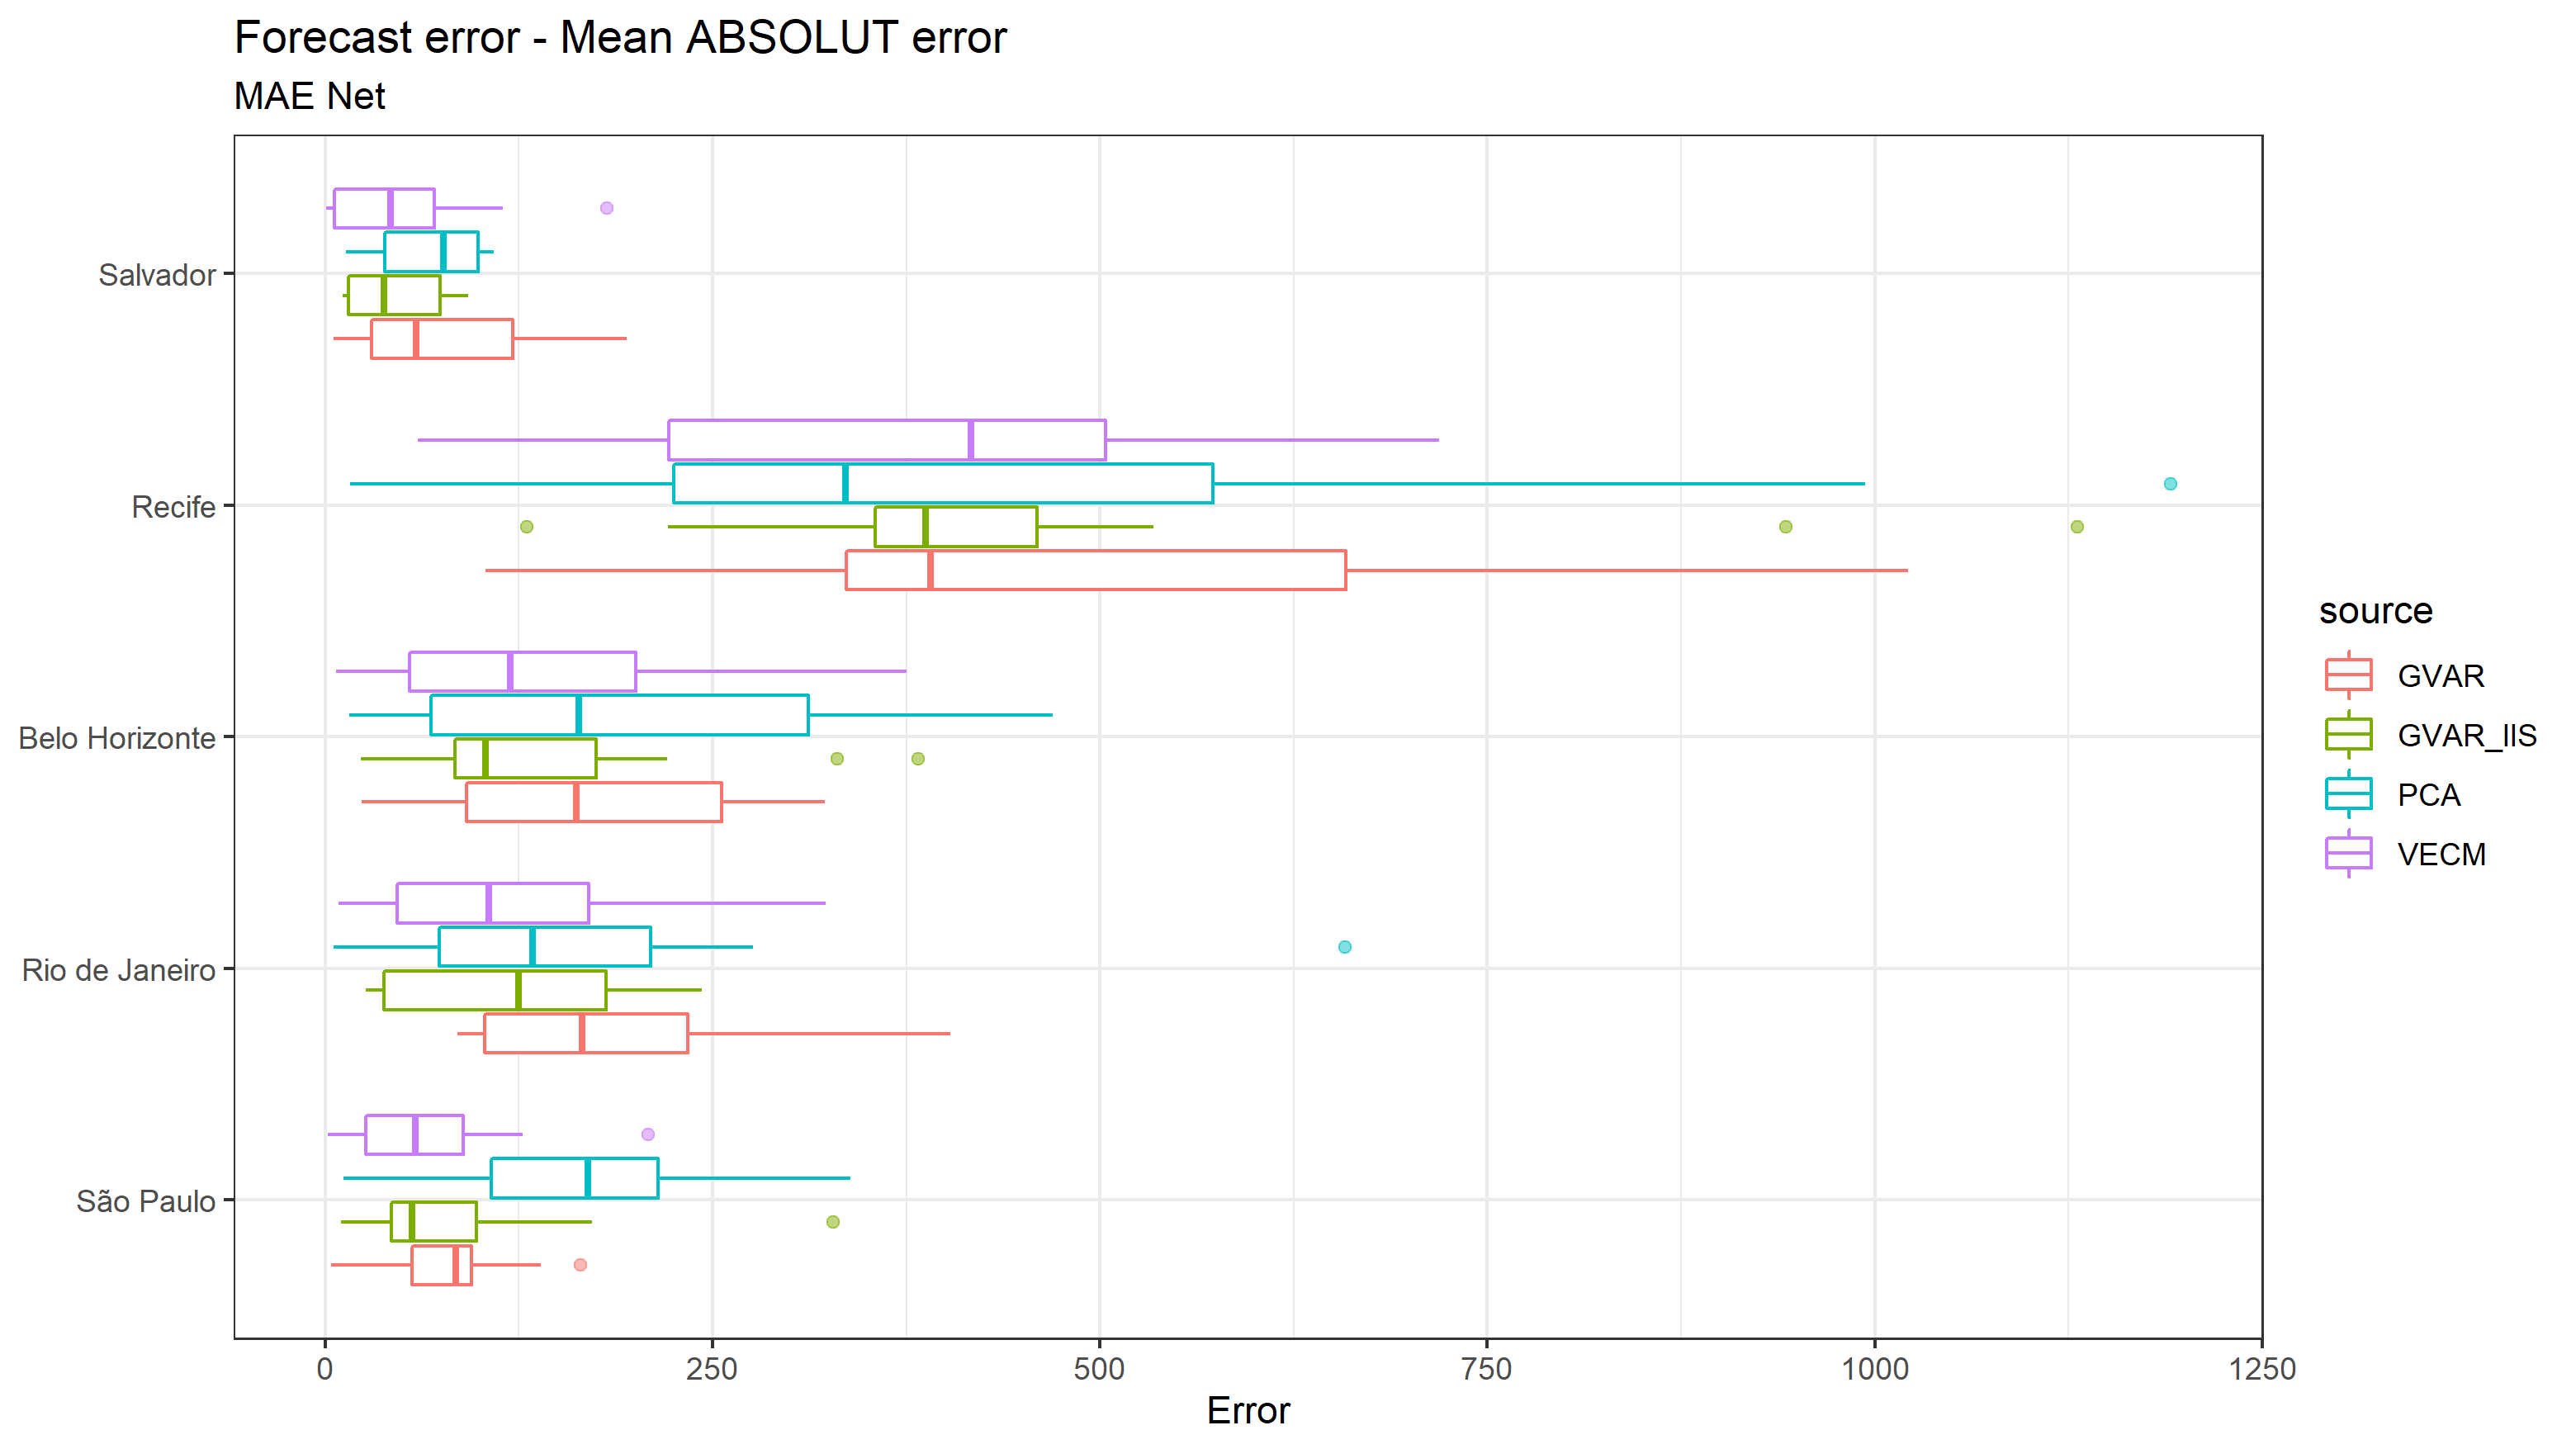 Forecast error - Mean ABSOLUT error
MAE Net
Salvador
Recife
Belo Horizonte
Rio de Janeiro
São Paulo
0
250
500
750
1000
1250
Error
source
GVAR
GVAR_IIS
PCA
VECM